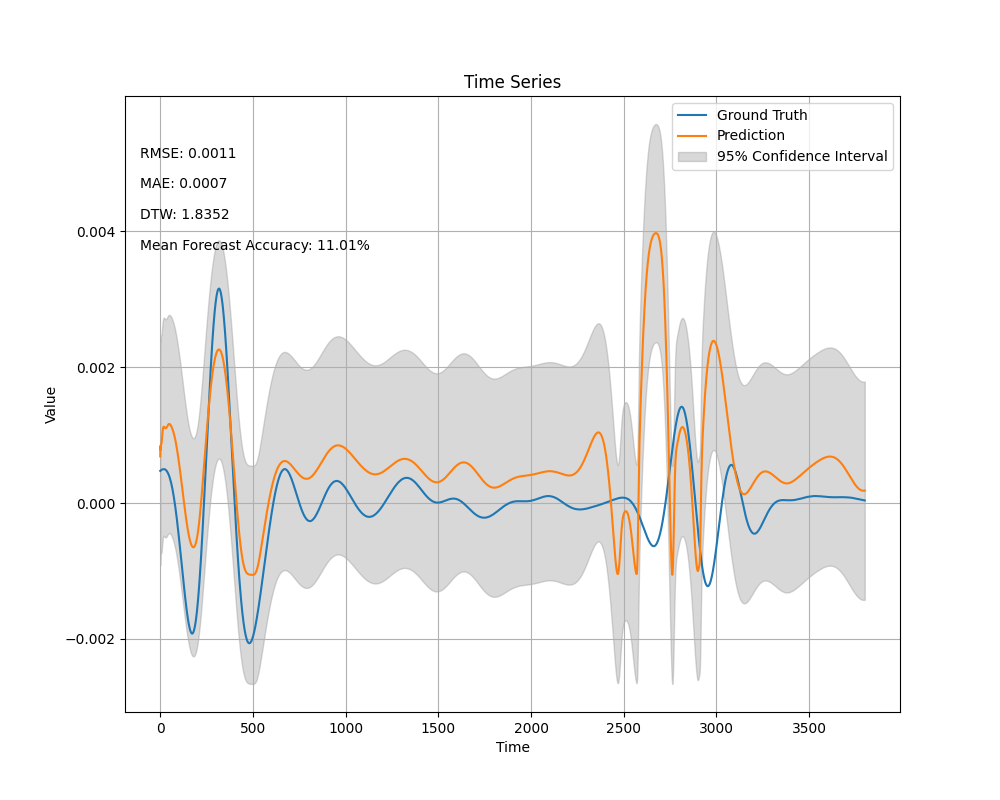 Time Series
Ground Truth
Prediction
95% Confidence Interval
RMSE: 0.0011
MAE: 0.0007
DTW: 1.8352
Mean Forecast Accuracy: 11.01%
0.004
0.002
0.000
−0.002
Value
0 500 1000 1500 2000 2500 3000 3500
Time